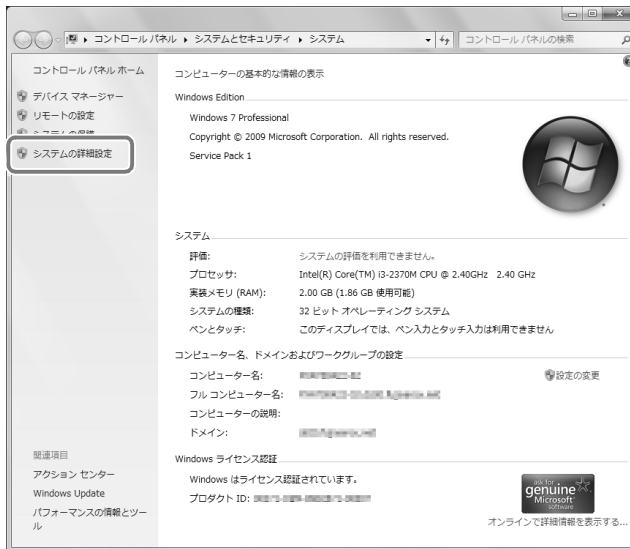 コントロール パネル ▸ システムとセキュリティ ▸ システム
コントロール パネルの検索
コントロール パネル ホーム
デバイス マネージャー
リモートの設定
システムの保護
システムの詳細設定
コンピューターの基本的な情報の表示
Windows Edition
Windows 7 Professional
Copyright © 2009 Microsoft Corporation. All rights reserved.
Service Pack 1
システム
評価: システムの評価を利用できません。
プロセッサ: Intel(R) Core(TM) i3-2370M CPU @ 2.40GHz 2.40 GHz
実装メモリ (RAM): 2.00 GB (1.86 GB 使用可能)
システムの種類: 32 ビット オペレーティング システム
ペンとタッチ: このディスプレイでは、ペン入力とタッチ入力は利用できません
コンピューター名、ドメインおよびワークグループの設定
コンピューター名: 設定の変更
フル コンピューター名:
コンピューターの説明:
ドメイン:
Windows ライセンス認証
Windows はライセンス認証されています。
プロダクト ID:
ask for
genuine
Microsoft
software
オンラインで詳細情報を表示する...
関連項目
アクション センター
Windows Update
パフォーマンスの情報とツー
ル